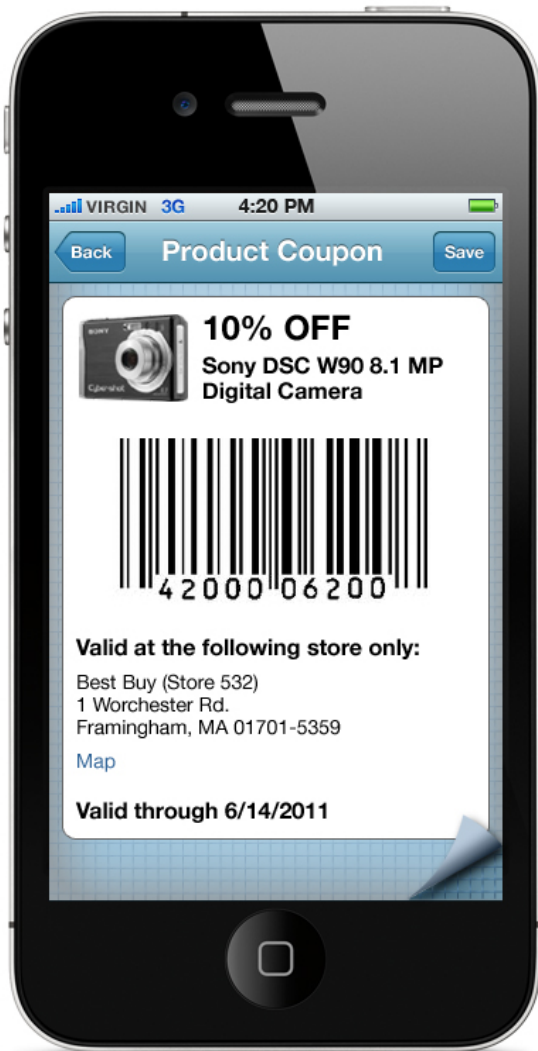 VIRGIN 3G 4:20 PM
Back Product Coupon Save
SONY
Cybershot
10% OFF
Sony DSC W90 8.1 MP
Digital Camera
42000 06200
Valid at the following store only:
Best Buy (Store 532)
1 Worchester Rd.
Framingham, MA 01701-5359
Map
Valid through 6/14/2011